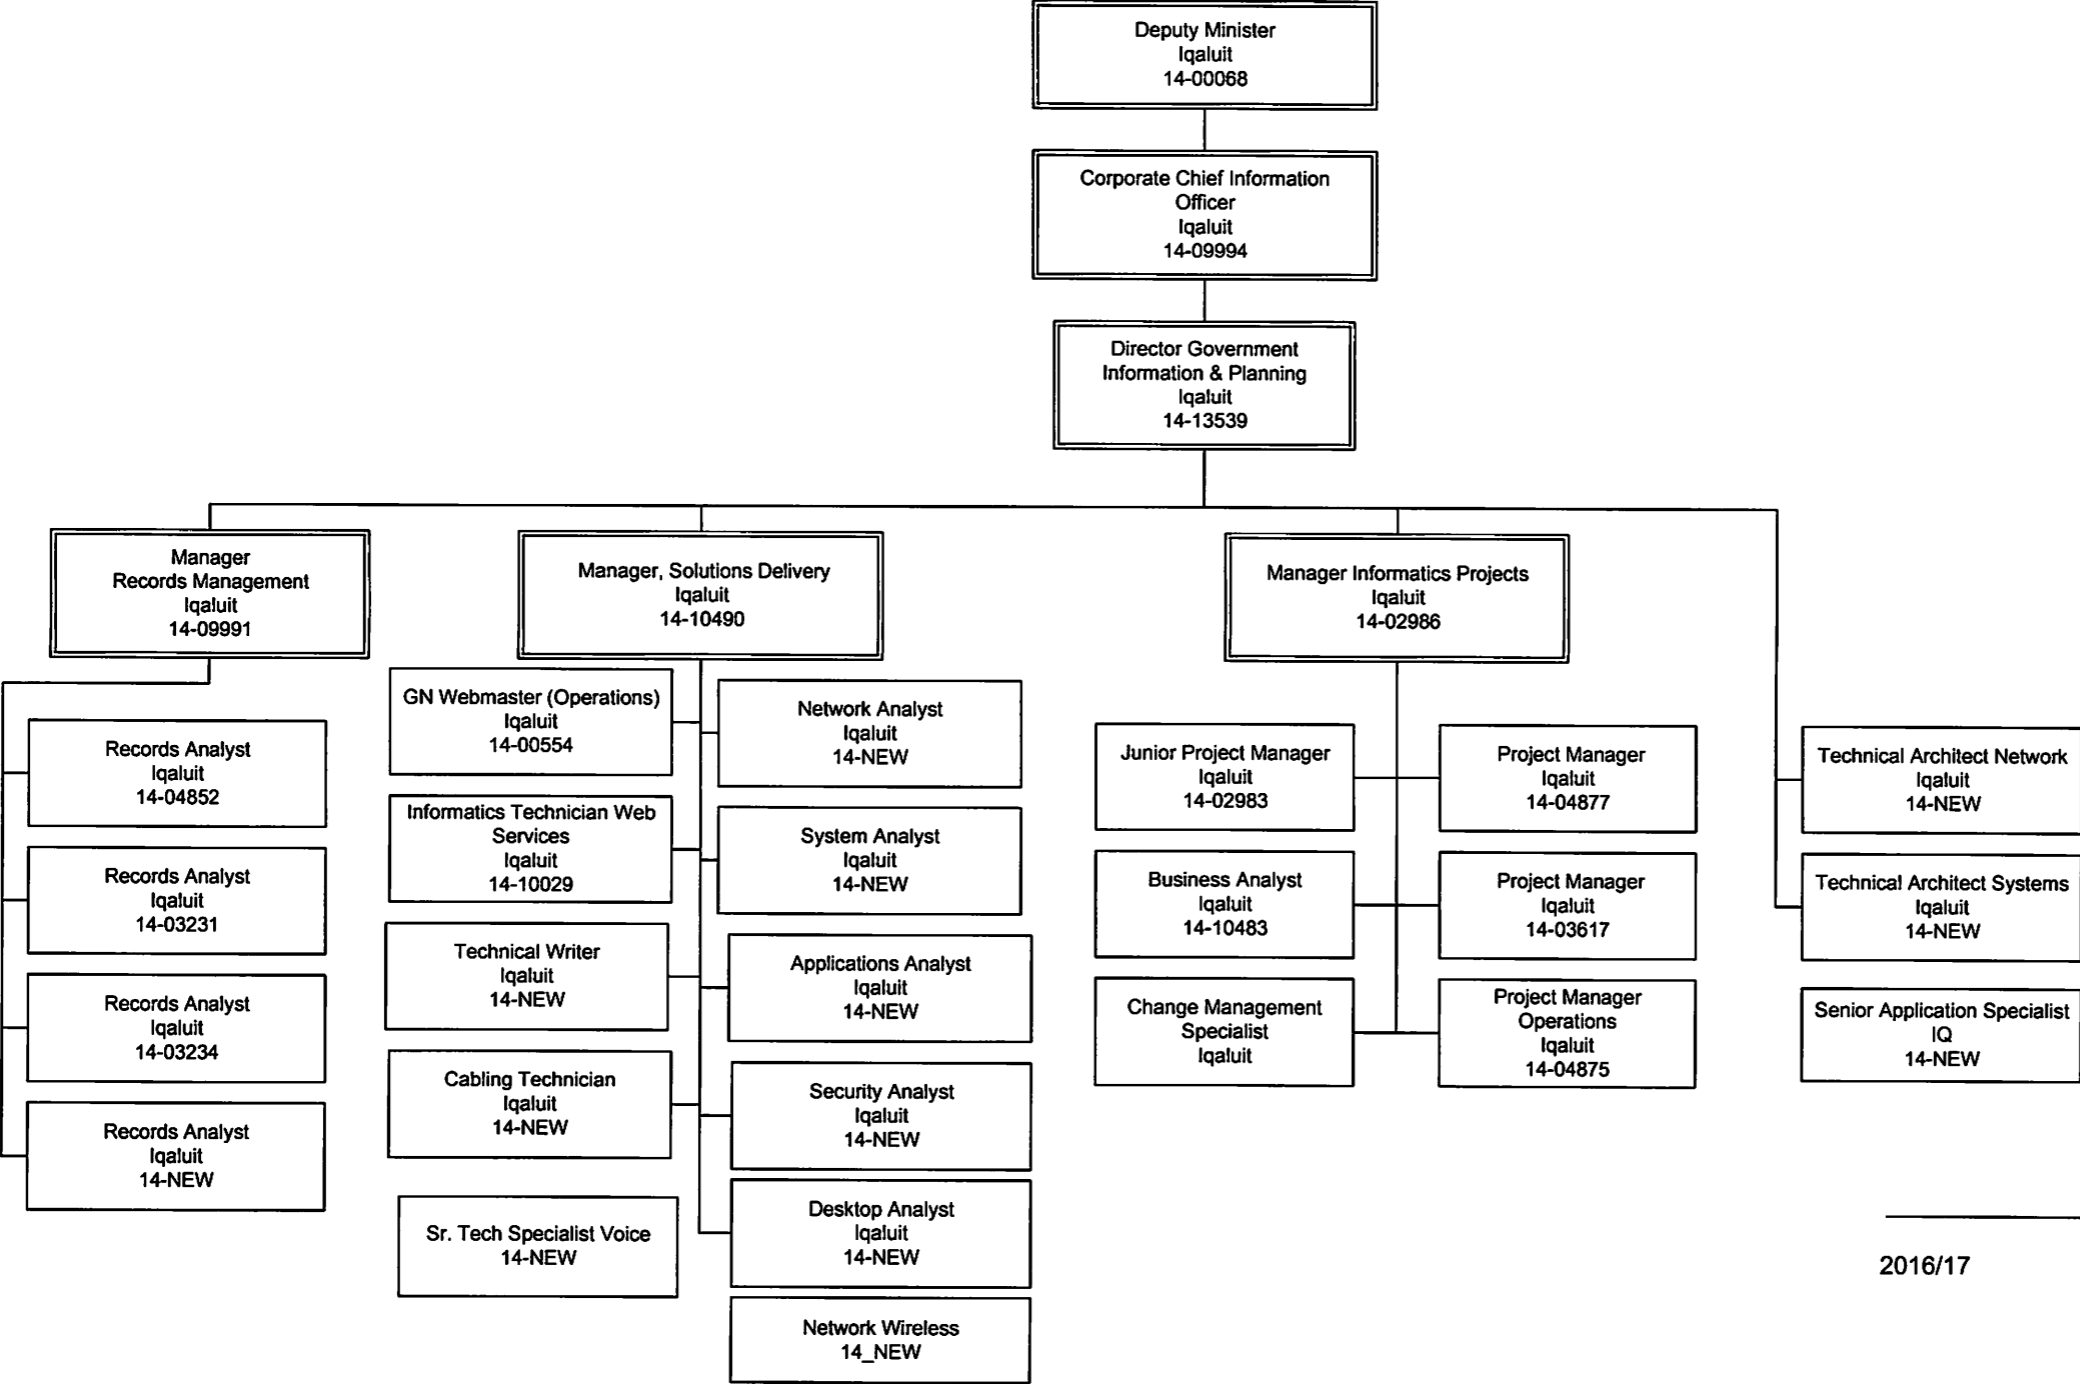 Deputy Minister
Iqaluit
14-00068
Corporate Chief Information
Officer
Iqaluit
14-09994
Director Government
Information & Planning
Iqaluit
14-13539
Manager
Records Management
Iqaluit
14-09991
Records Analyst
Iqaluit
14-04852
Records Analyst
Iqaluit
14-03231
Records Analyst
Iqaluit
14-03234
Records Analyst
Iqaluit
14-NEW
Manager, Solutions Delivery
Iqaluit
14-10490
GN Webmaster (Operations)
Iqaluit
14-00554
Informatics Technician Web
Services
Iqaluit
14-10029
Technical Writer
Iqaluit
14-NEW
Cabling Technician
Iqaluit
14-NEW
Sr. Tech Specialist Voice
14-NEW
Network Analyst
Iqaluit
14-NEW
System Analyst
Iqaluit
14-NEW
Applications Analyst
Iqaluit
14-NEW
Security Analyst
Iqaluit
14-NEW
Desktop Analyst
Iqaluit
14-NEW
Network Wireless
14_NEW
Manager Informatics Projects
Iqaluit
14-02986
Junior Project Manager
Iqaluit
14-02983
Business Analyst
Iqaluit
14-10483
Change Management
Specialist
Iqaluit
Project Manager
Iqaluit
14-04877
Project Manager
Iqaluit
14-03617
Project Manager
Operations
Iqaluit
14-04875
Technical Architect Network
Iqaluit
14-NEW
Technical Architect Systems
Iqaluit
14-NEW
Senior Application Specialist
IQ
14-NEW
2016/17